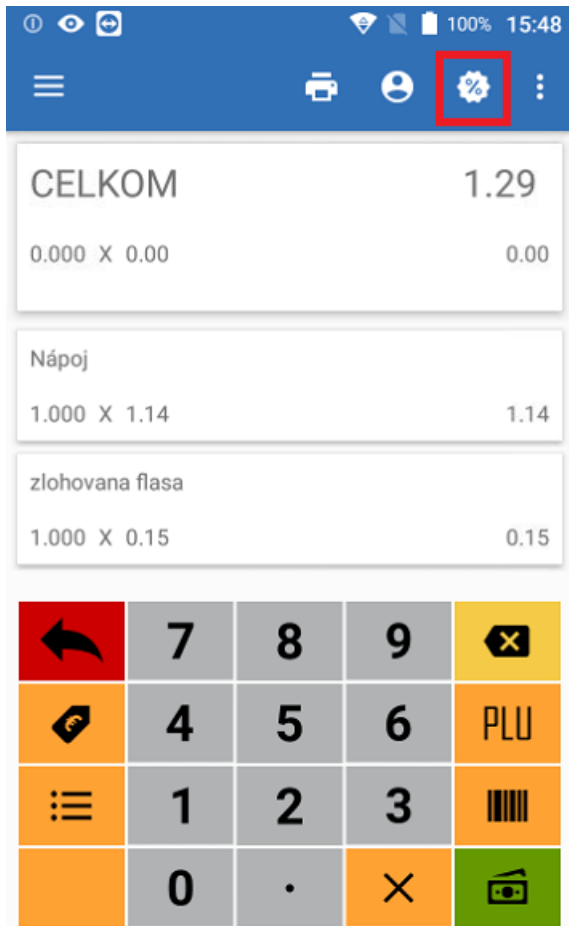 100% 15:48
CELKOM 1.29
0.000 X 0.00 0.00
Nápoj
1.000 X 1.14 1.14
zlohovana flasa
1.000 X 0.15 0.15
7 8 9
4 5 6 PLU
1 2 3
0 .